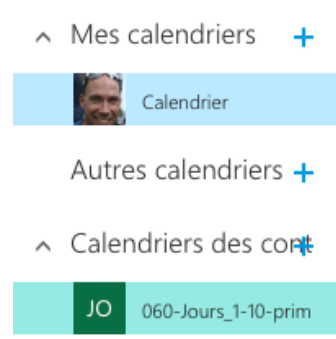 Mes calendriers +
Calendrier
Autres calendriers +
Calendriers des cont +
JO 060-Jours_1-10-prim